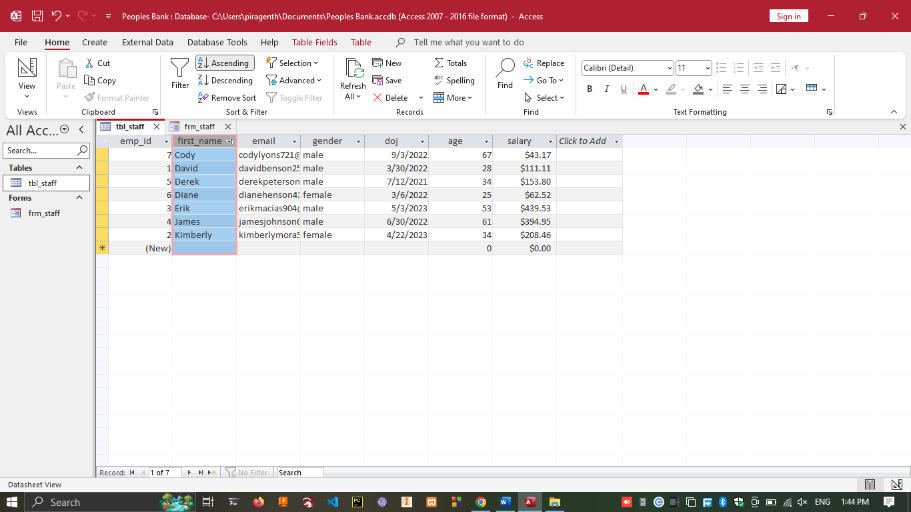 Peoples Bank : Database- C:\Users\piragenth\Documents\Peoples Bank.accdb (Access 2007 - 2016 file format) - Access
Sign in
File Home Create External Data Database Tools Help Table Fields Table Tell me what you want to do
View
Views
Paste
Cut
Copy
Format Painter
Clipboard
Filter
Ascending
Descending
Remove Sort
Selection
Advanced
Toggle Filter
Sort & Filter
Refresh
All
New
Save
Delete
Totals
Spelling
More
Records
Find
Replace
Go To
Select
Find
Calibri (Detail) 11
B I U A
Text Formatting
All Acc...
Search...
Tables
tbl_staff
Forms
frm_staff
tbl_staff frm_staff
emp_id first_name email gender doj age salary Click to Add
7 Cody codylyons721@ male 9/3/2022 67 $43.17
1 David davidbenson25 male 3/30/2022 28 $111.11
5 Derek derekpeterson male 7/12/2021 34 $153.80
6 Diane dianehenson43 female 3/6/2022 25 $62.52
3 Erik erikmacias904@ male 5/3/2023 53 $439.53
4 James jamesjohnson male 6/30/2022 61 $394.95
2 Kimberly kimberlymora5 female 4/22/2023 34 $208.46
(New) 0 $0.00
Record: 1 of 7 No Filter Search
Datasheet View
Search
ENG 1:44 PM